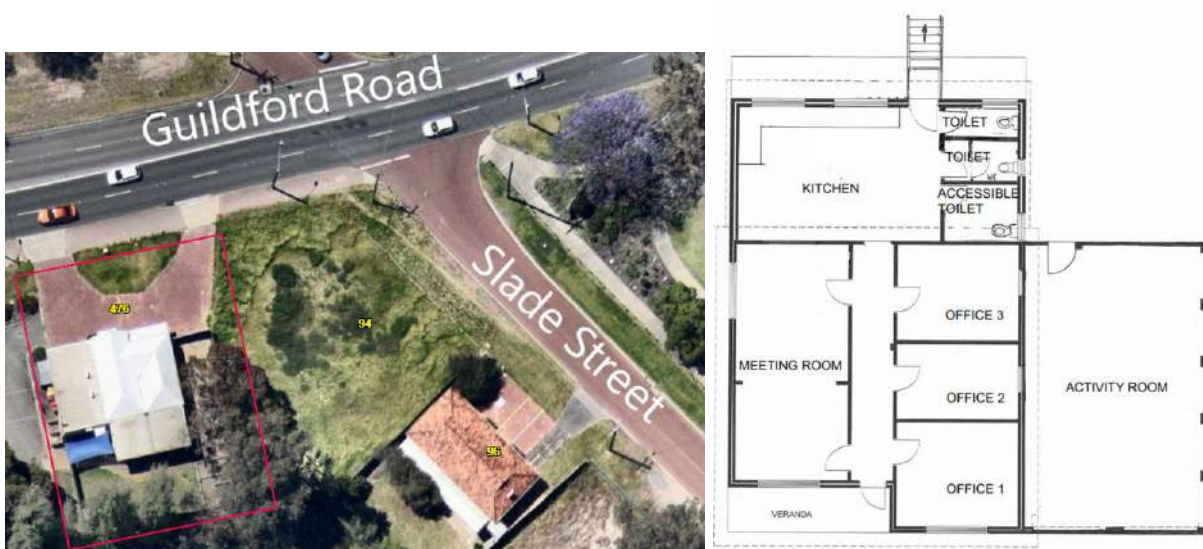 Guildford Road
Slade Street
476
94
96
TOILET
TOILET
WC
KITCHEN
ACCESSIBLE
TOILET
OFFICE 3
MEETING ROOM
OFFICE 2
ACTIVITY ROOM
OFFICE 1
VERANDA